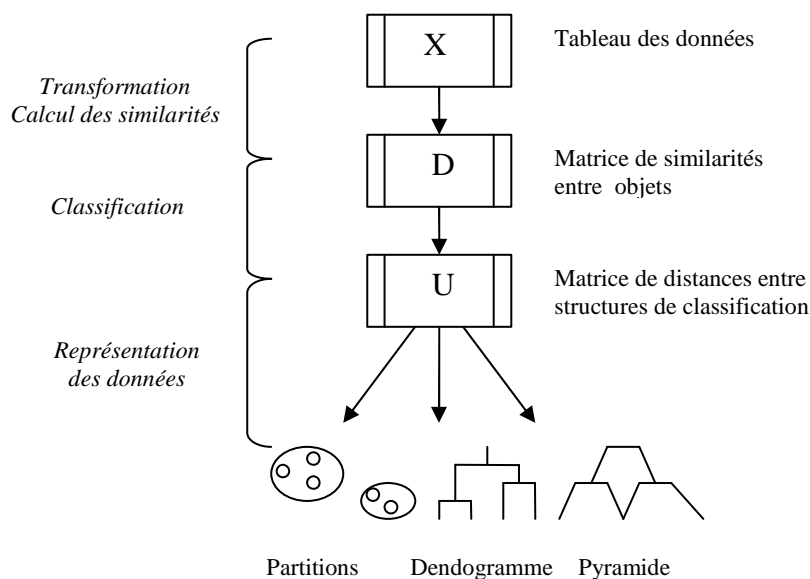 X
Tableau des données
Transformation
Calcul des similarités
D
Matrice de similarités
entre objets
Classification
U
Matrice de distances entre
structures de classification
Représentation
des données
Partitions
Dendogramme
Pyramide